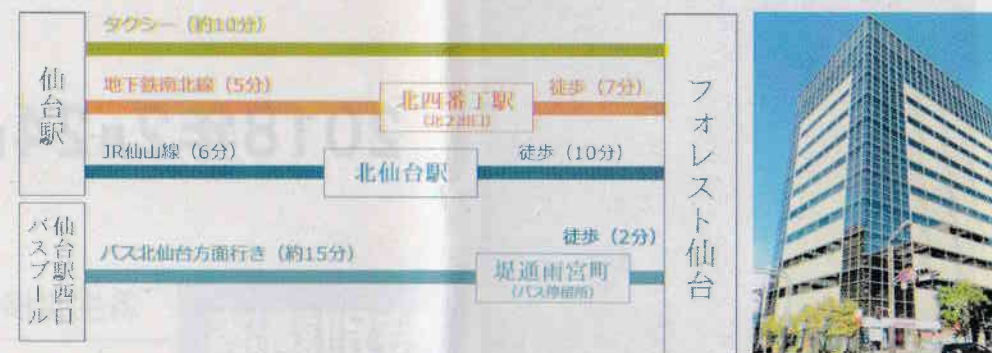 仙台駅
タクシー（約10分）
地下鉄南北線（5分）
北四番丁駅
（北2出口）
徒歩（7分）
JR仙山線（6分）
北仙台駅
徒歩（10分）
仙台駅西口
バスプール
バス北仙台方面行き（約15分）
堤通雨宮町
（バス停留所）
徒歩（2分）
フォレスト仙台